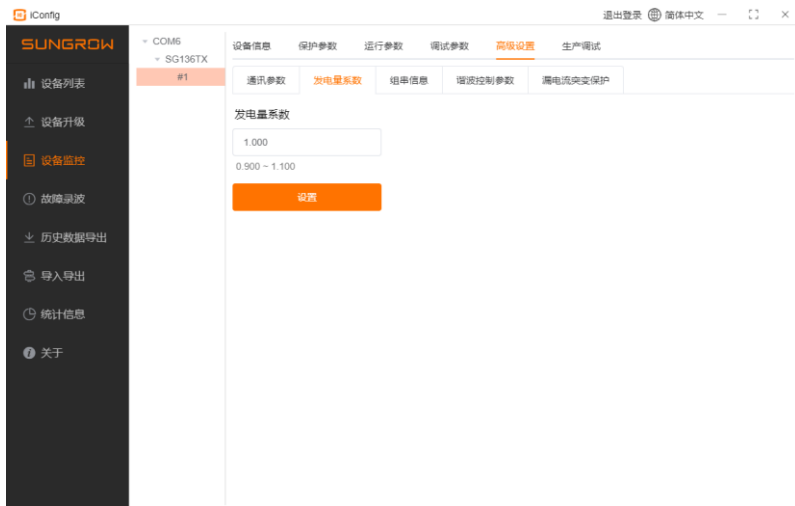 iConfig
退出登录 简体中文
SUNGROW
设备列表
设备升级
设备监控
故障录波
历史数据导出
导入导出
统计信息
关于
COM6
SG136TX
#1
设备信息 保护参数 运行参数 调试参数 高级设置 生产调试
通讯参数 发电量系数 组串信息 谐波控制参数 漏电流突变保护
发电量系数
1.000
0.900 ~ 1.100
设置